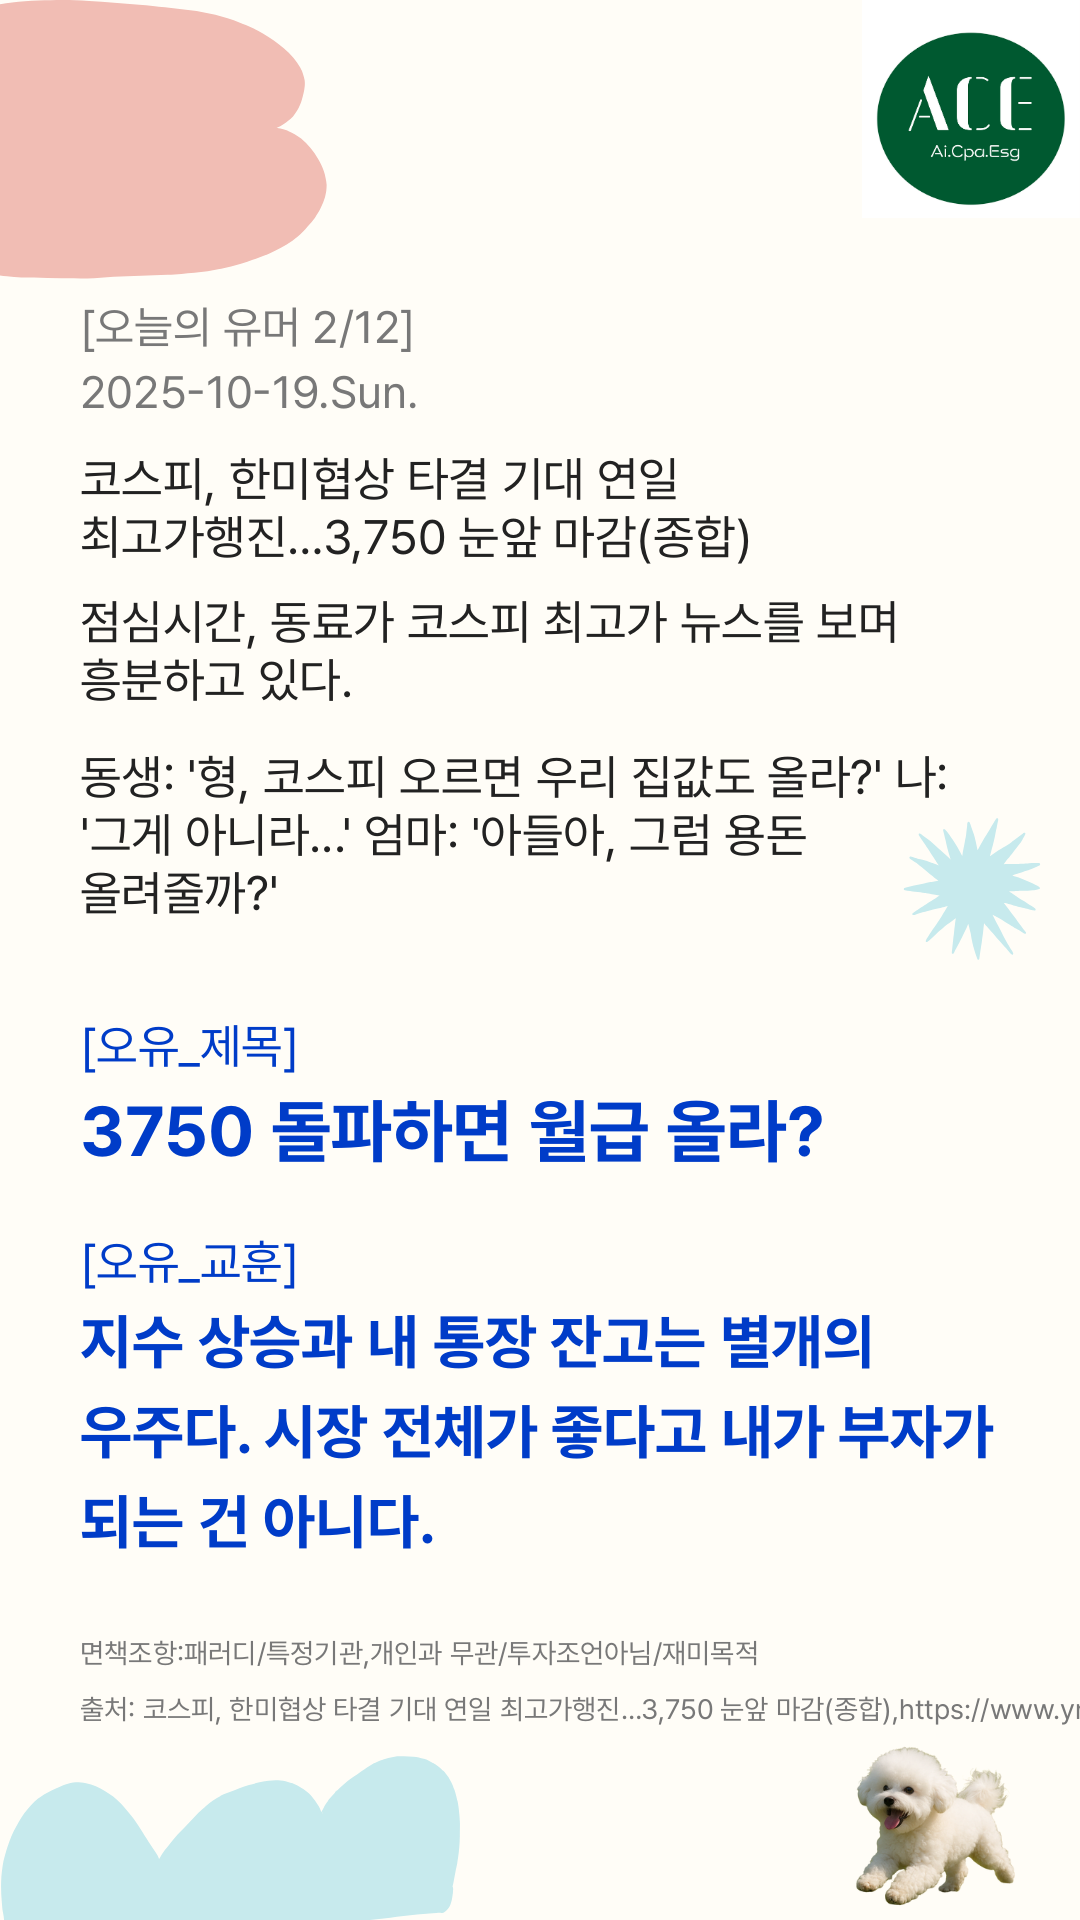 ACE
Ai.Cpa.Esg
[오늘의 유머 2/12]
2025-10-19.Sun.
코스피, 한미협상 타결 기대 연일
최고가행진...3,750 눈앞 마감(종합)
점심시간, 동료가 코스피 최고가 뉴스를 보며
흥분하고 있다.
동생: '형, 코스피 오르면 우리 집값도 올라?' 나:
'그게 아니라...' 엄마: '아들아, 그럼 용돈
올려줄까?'
[오유_제목]
3750 돌파하면 월급 올라?
[오유_교훈]
지수 상승과 내 통장 잔고는 별개의
우주다. 시장 전체가 좋다고 내가 부자가
되는 건 아니다.
면책조항:패러디/특정기관,개인과 무관/투자조언아님/재미목적
출처: 코스피, 한미협상 타결 기대 연일 최고가행진...3,750 눈앞 마감(종합),https://www.y